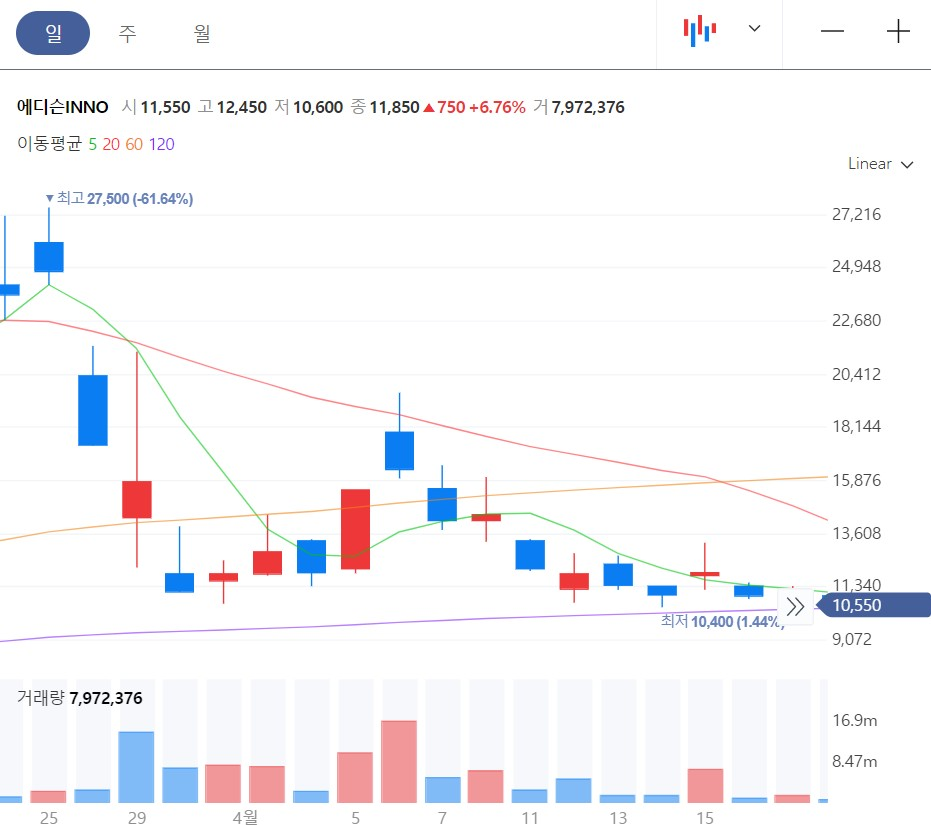 일 주 월
에디슨INNO 시 11,550 고 12,450 저 10,600 종 11,850 ▲ 750 +6.76% 거 7,972,376
이동평균 5 20 60 120
Linear
▼최고 27,500 (-61.64%)
27,216
24,948
22,680
20,412
18,144
15,876
13,608
11,340
10,550
최저 10,400 (1.44%)
9,072
거래량 7,972,376
16.9m
8.47m
25 29 4월 5 7 11 13 15